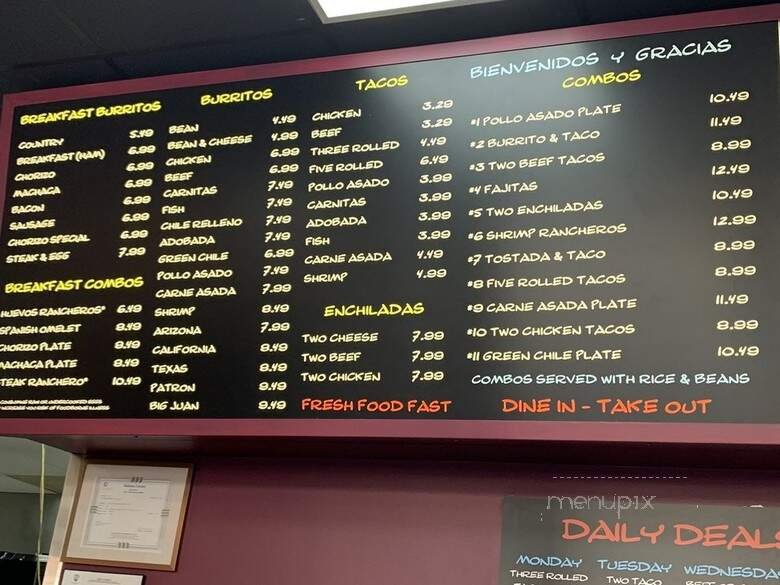 BREAKFAST BURRITOS
COUNTRY 5.49
BREAKFAST (HAM) 6.99
CHORIZO 6.99
MACHACA 6.99
BACON 6.99
SAUSAGE 6.99
CHORIZO SPECIAL 6.99
STEAK & EGG 7.99
BREAKFAST COMBOS
HUEVOS RANCHEROS* 6.49
SPANISH OMELET 8.49
CHORIZO PLATE 8.49
MACHACA PLATE 8.49
STEAK RANCHERO* 10.49
BURRITOS
BEAN 4.49
BEAN & CHEESE 4.99
CHICKEN 6.99
BEEF 6.99
CARNITAS 7.49
FISH 7.49
CHILE RELLENO 7.49
ADOBADA 7.49
GREEN CHILE 6.99
POLLO ASADO 7.49
CARNE ASADA 7.99
SHRIMP 8.49
ARIZONA 7.99
CALIFORNIA 8.49
TEXAS 8.49
PATRON 9.49
BIG JUAN 9.49
TACOS
CHICKEN 3.29
BEEF 3.29
THREE ROLLED 4.49
FIVE ROLLED 6.49
POLLO ASADO 3.99
CARNITAS 3.99
ADOBADA 3.99
FISH 3.99
CARNE ASADA 4.49
SHRIMP 4.99
ENCHILADAS
TWO CHEESE 7.99
TWO BEEF 7.99
TWO CHICKEN 7.99
FRESH FOOD FAST
BIENVENIDOS Y GRACIAS
COMBOS
#1 POLLO ASADO PLATE 10.49
#2 BURRITO & TACO 11.49
#3 TWO BEEF TACOS 8.99
#4 FAJITAS 12.49
#5 TWO ENCHILADAS 10.49
#6 SHRIMP RANCHEROS 12.99
#7 TOSTADA & TACO 8.99
#8 FIVE ROLLED TACOS 8.99
#9 CARNE ASADA PLATE 11.49
#10 TWO CHICKEN TACOS 8.99
#11 GREEN CHILE PLATE 10.49
COMBOS SERVED WITH RICE & BEANS
DINE IN - TAKE OUT
menupix
DAILY DEALS
MONDAY TUESDAY WEDNESDAY
THREE ROLLED TWO TACO